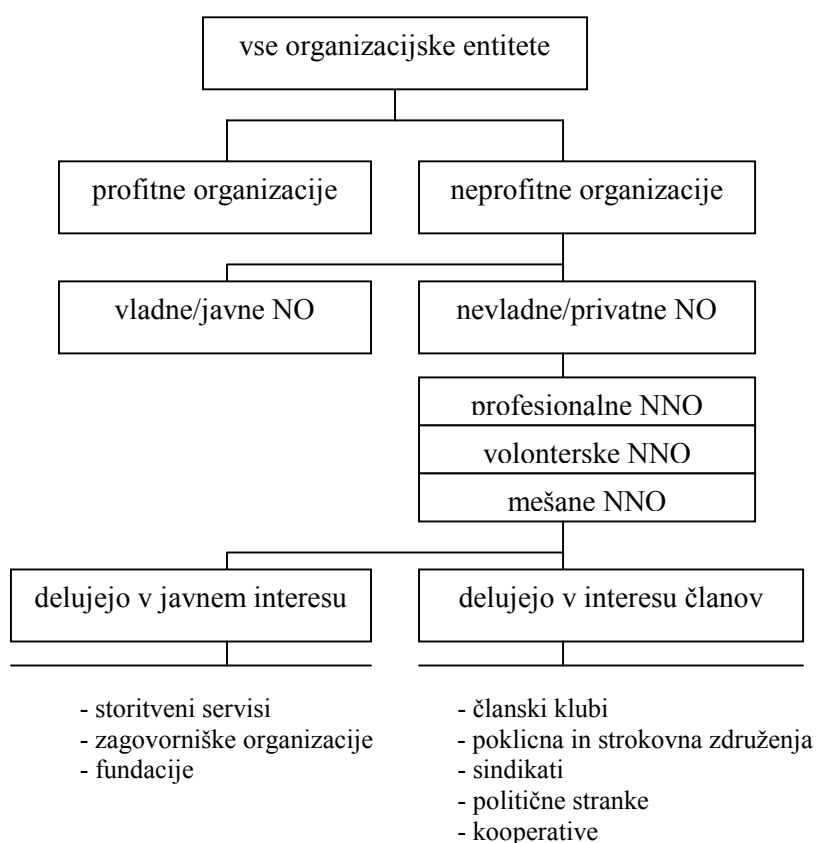 vse organizacijske entitete
profitne organizacije
neprofitne organizacije
vladne/javne NO
nevladne/privatne NO
profesionalne NNO
volonterske NNO
mešane NNO
delujejo v javnem interesu
delujejo v interesu članov
- storitveni servisi
- zagovorniške organizacije
- fundacije
- članski klubi
- poklicna in strokovna združenja
- sindikati
- politične stranke
- kooperative